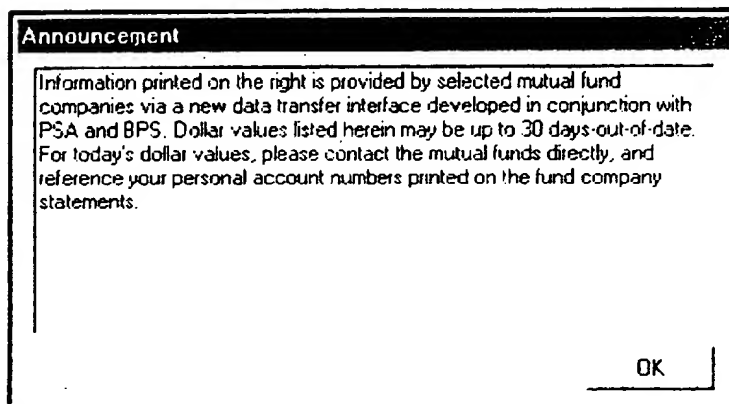 Announcement
Information printed on the right is provided by selected mutual fund
companies via a new data transfer interface developed in conjunction with
PSA and BPS. Dollar values listed herein may be up to 30 days-out-of-date.
For today's dollar values, please contact the mutual funds directly, and
reference your personal account numbers printed on the fund company
statements.
OK